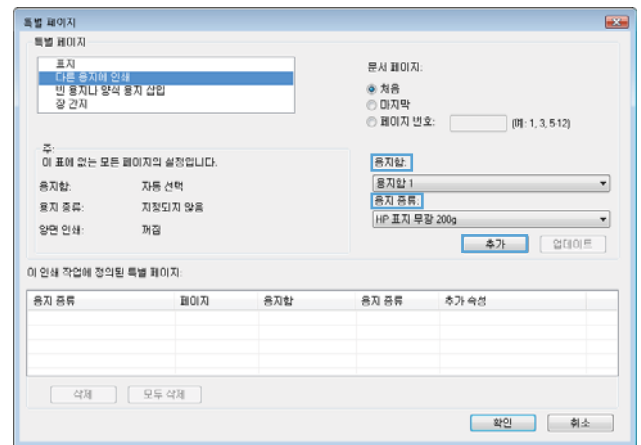 특별 페이지
특별 페이지
표지
다른 용지에 인쇄
빈 용지나 양식 용지 삽입
장 간지
문서 페이지:
처음
마지막
페이지 번호: (예: 1, 3, 5-12)
주:
이 표에 없는 모든 페이지의 설정입니다.
용지함: 자동 선택
용지 종류: 지정되지 않음
양면 인쇄: 꺼짐
용지함:
용지함 1
용지 종류:
HP 표지 무광 200g
추가 업데이트
이 인쇄 작업에 정의된 특별 페이지:
용지 종류 페이지 용지함 용지 종류 추가 속성
삭제 모두 삭제
확인 취소